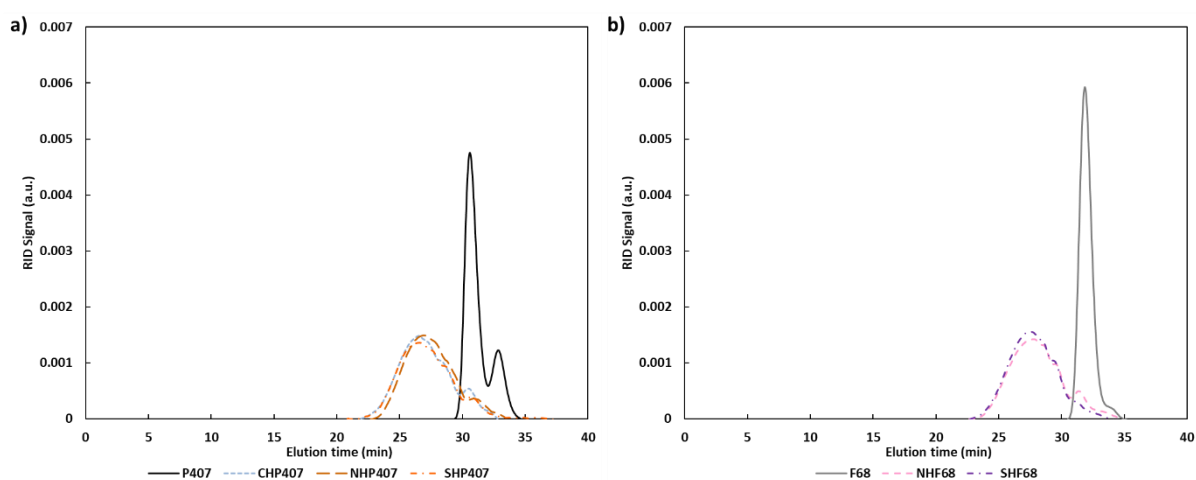 a)
0.007
0.006
0.005
0.004
0.003
0.002
0.001
0
RID Signal (a.u.)
0 5 10 15 20 25 30 35 40
Elution time (min)
P407 CHP407 NHP407 SHP407
b)
0.007
0.006
0.005
0.004
0.003
0.002
0.001
0
RID Signal (a.u.)
0 5 10 15 20 25 30 35 40
Elution time (min)
F68 NHF68 SHF68